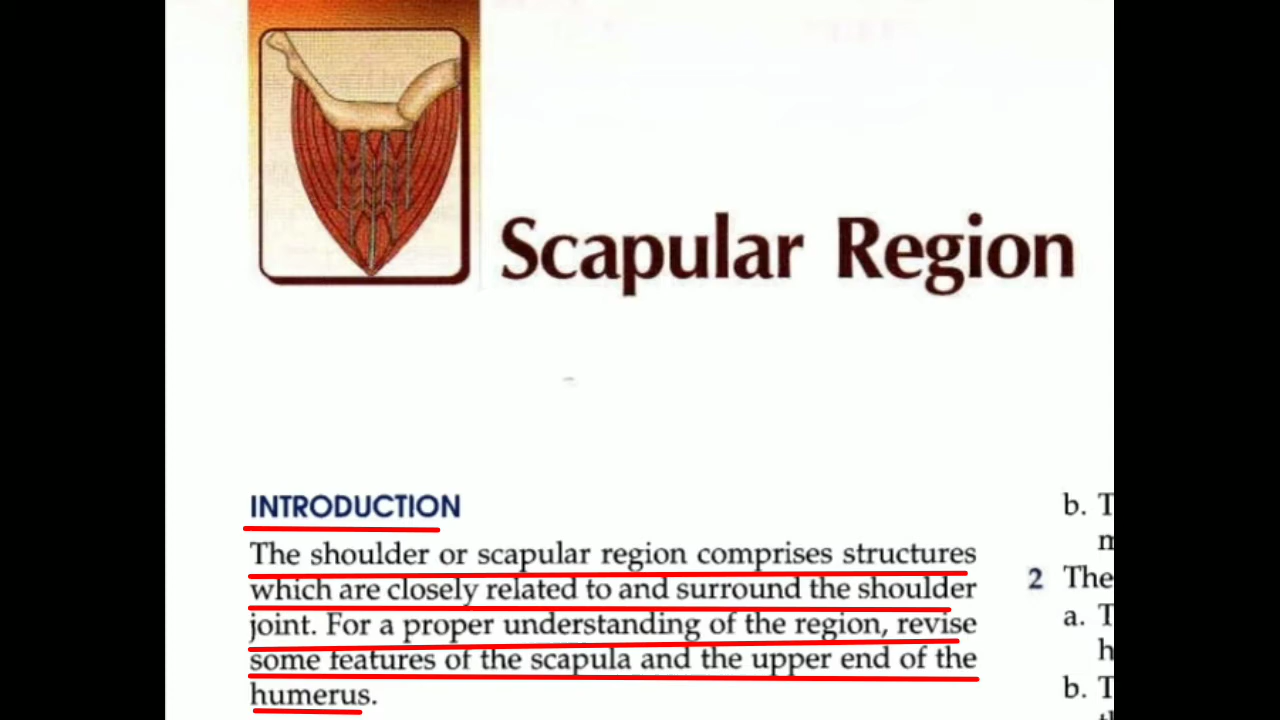 Scapular Region
INTRODUCTION
The shoulder or scapular region comprises structures
which are closely related to and surround the shoulder
joint. For a proper understanding of the region, revise
some features of the scapula and the upper end of the
humerus.
b. T
m
2 The
a. T
h
b. T